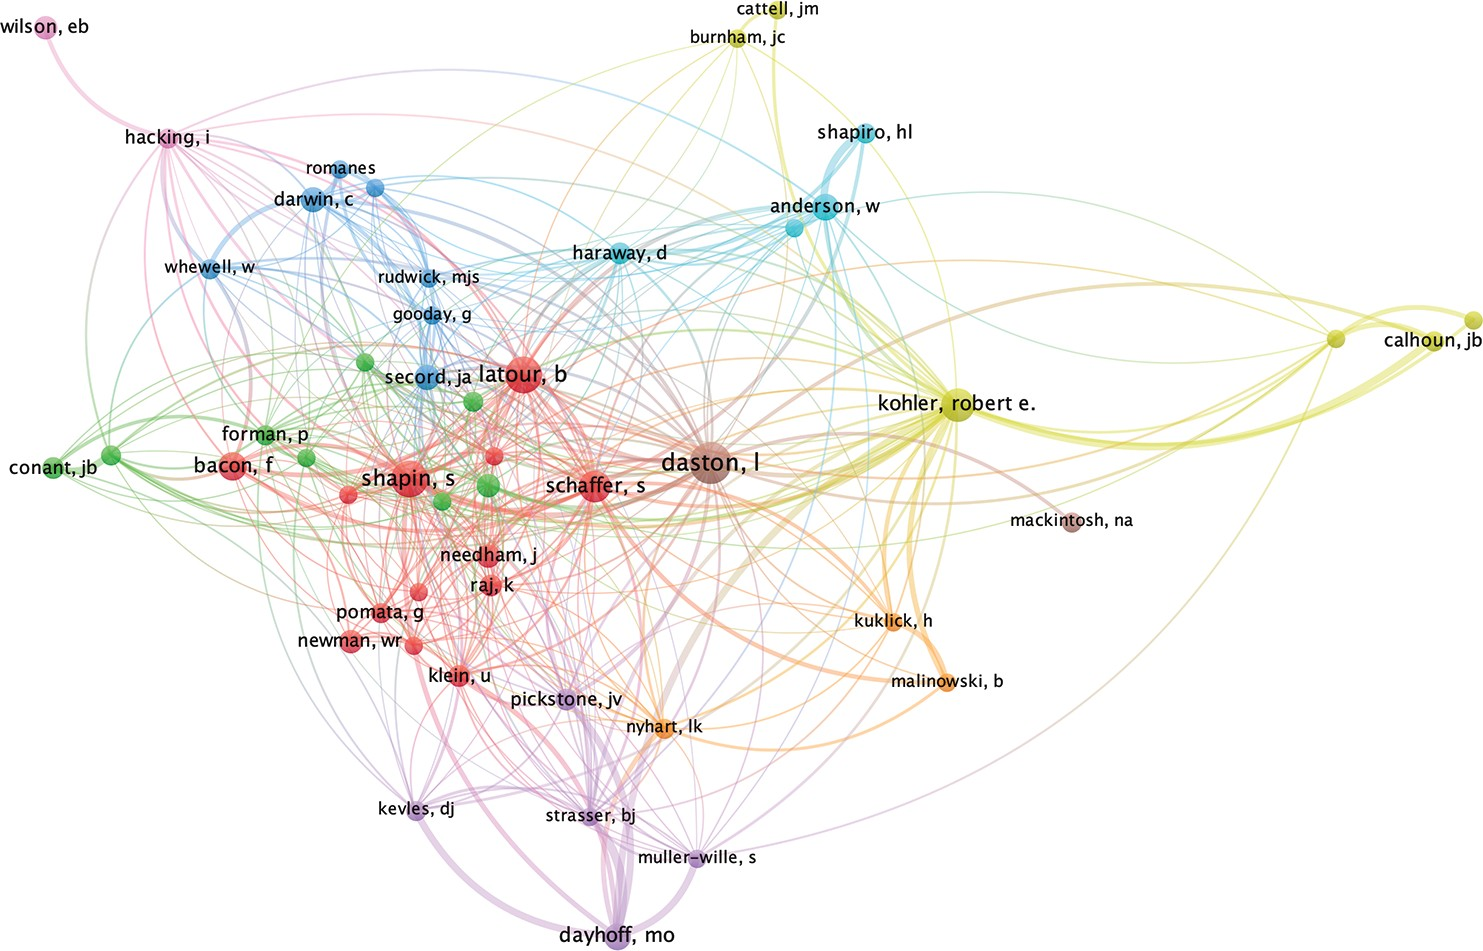 cattell, jm
wilson, eb
burnham, jc
shapiro, hl
hacking, i
romanes
darwin, c
anderson, w
haraway, d
whewell, w
rudwick, mjs
gooday, g
calhoun, jb
secord, ja
latour, b
kohler, robert e.
forman, p
conant, jb
bacon, f
daston, l
shapin, s
schaffer, s
mackintosh, na
needham, j
raj, k
pomata, g
kuklick, h
newman, wr
klein, u
malinowski, b
pickstone, jv
nyhart, lk
kevles, dj
strasser, bj
muller-wille, s
dayhoff, mo